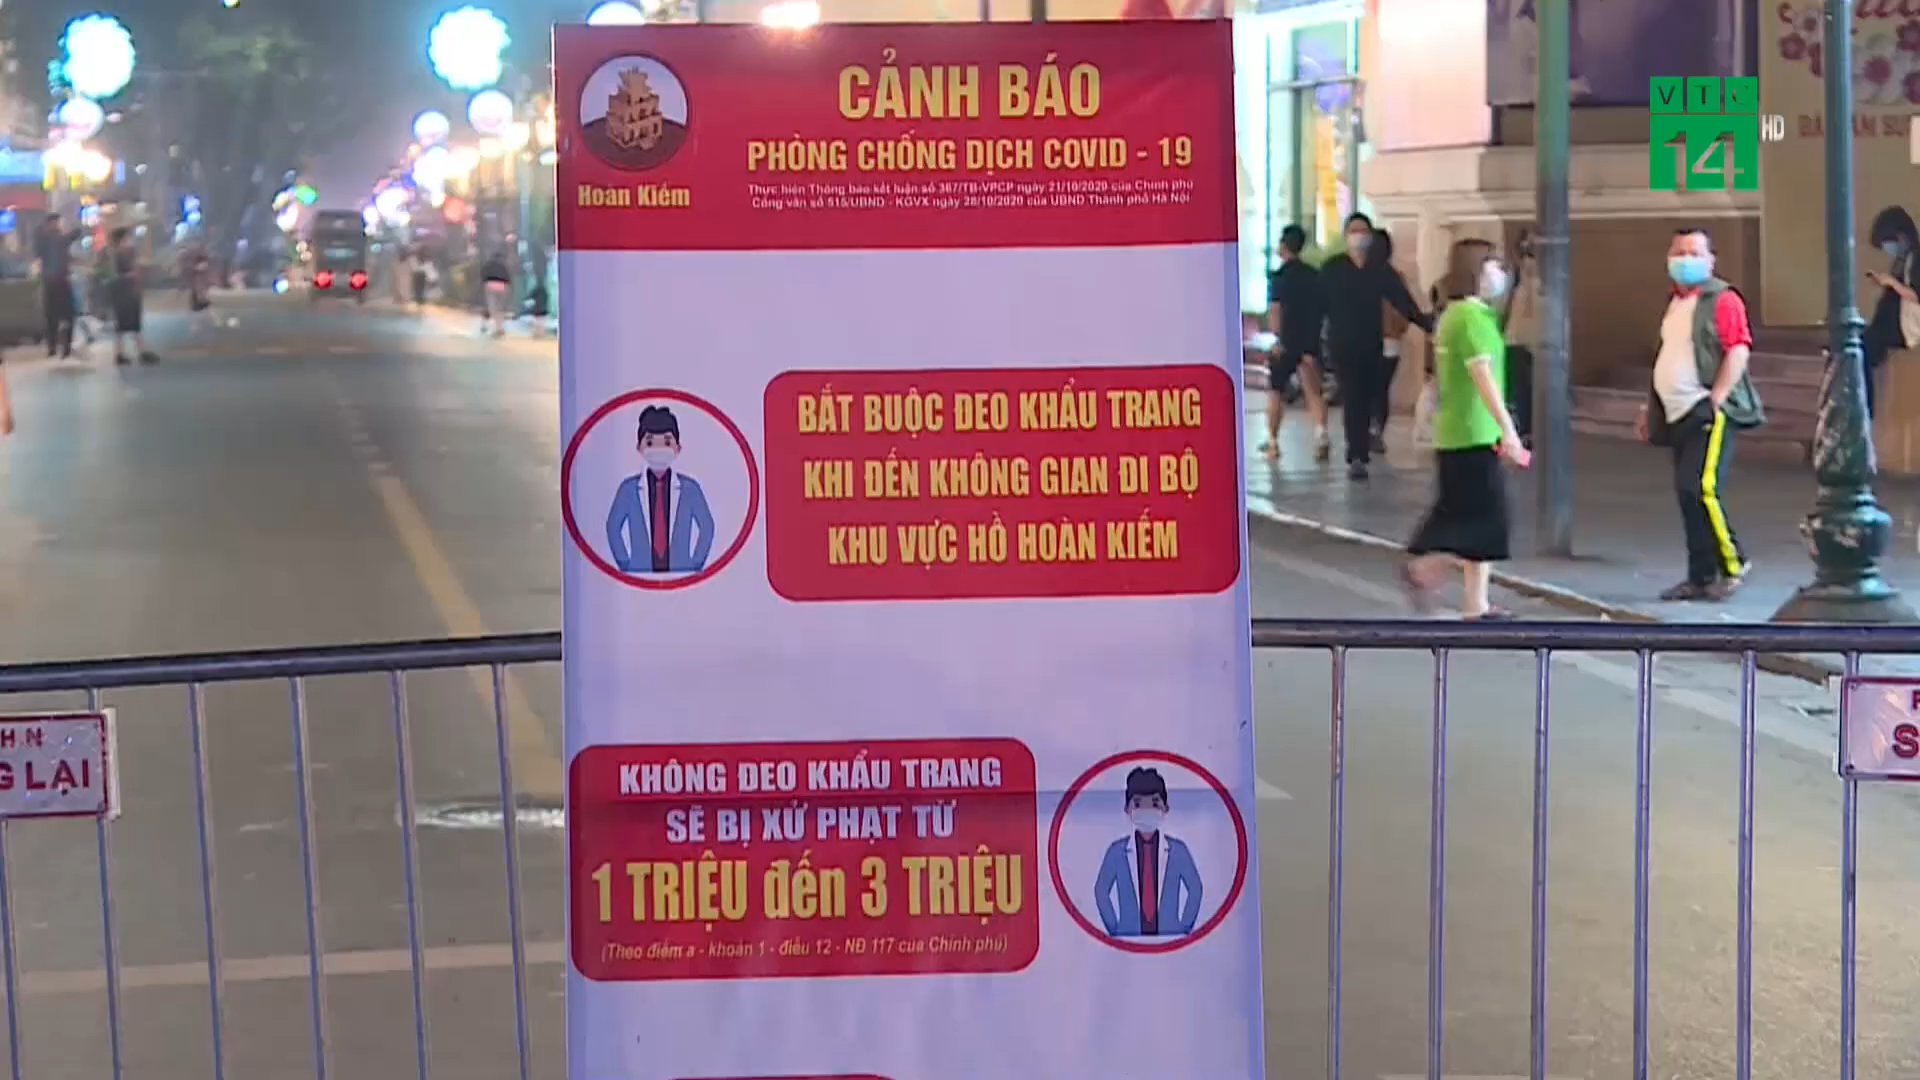 CẢNH BÁO
PHÒNG CHỐNG DỊCH COVID - 19
Thực hiện Thông báo kết luận số 367/TB-VPCP ngày 21/10/2020 của Chính phủ
Công văn số 515/UBND - KGVX ngày 28/10/2020 của UBND Thành phố Hà Nội
Hoàn Kiếm
VTC
14 HD
BẮT BUỘC ĐEO KHẨU TRANG
KHI ĐẾN KHÔNG GIAN ĐI BỘ
KHU VỰC HỒ HOÀN KIẾM
KHÔNG ĐEO KHẨU TRANG
SẼ BỊ XỬ PHẠT TỪ
1 TRIỆU đến 3 TRIỆU
(Theo điểm a - khoản 1 - điều 12 - NĐ 117 của Chính phủ)
HN
G LẠI
S